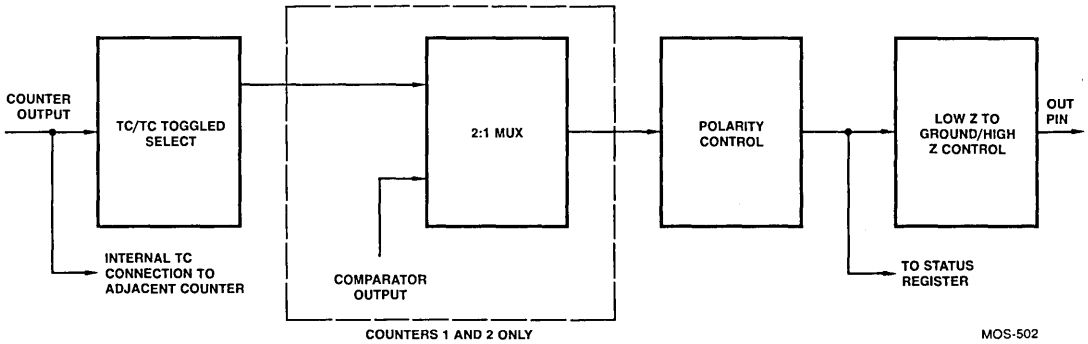 COUNTER
OUTPUT
TC/TC TOGGLED
SELECT
INTERNAL TC
CONNECTION TO
ADJACENT COUNTER
2:1 MUX
COMPARATOR
OUTPUT
COUNTERS 1 AND 2 ONLY
POLARITY
CONTROL
TO STATUS
REGISTER
LOW Z TO
GROUND/HIGH
Z CONTROL
OUT
PIN
MOS-502